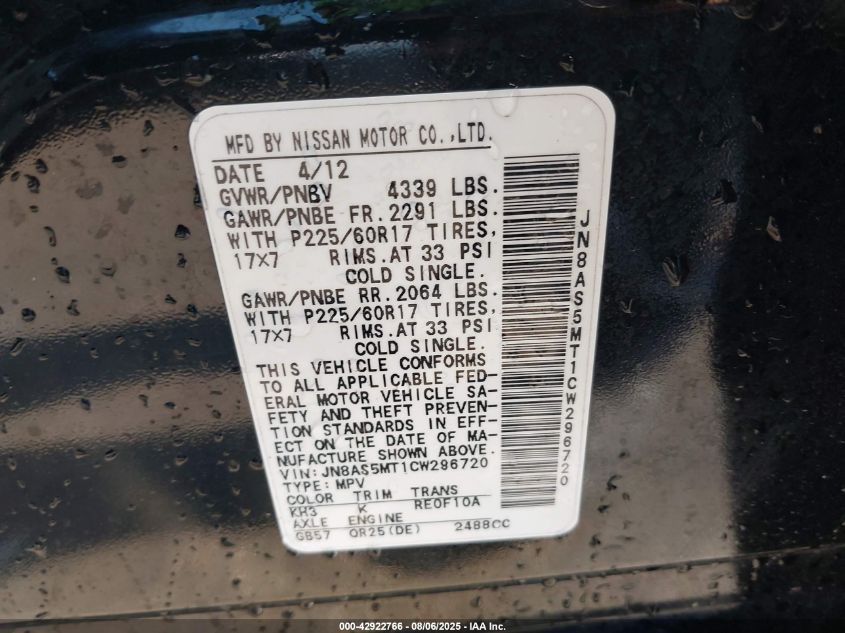 MFD BY NISSAN MOTOR CO.,LTD.
DATE 4/12
GVWR/PNBV 4339 LBS.
GAWR/PNBE FR.2291 LBS.
WITH P225/60R17 TIRES,
17X7 RIMS.AT 33 PSI
COLD SINGLE.
GAWR/PNBE RR.2064 LBS.
WITH P225/60R17 TIRES,
17X7 RIMS.AT 33 PSI
COLD SINGLE.
THIS VEHICLE CONFORMS
TO ALL APPLICABLE FED-
ERAL MOTOR VEHICLE SA-
FETY AND THEFT PREVEN-
TION STANDARDS IN EFF-
ECT ON THE DATE OF MA-
NUFACTURE SHOWN ABOVE.
VIN:JN8AS5MT1CW296720
TYPE:MPV
COLOR TRIM TRANS
KH3 K RE0F10A
AXLE ENGINE
GB57 QR25(DE) 2488CC
JN8AS5MT1CW296720
000-42922766 - 08/06/2025 - IAA Inc.